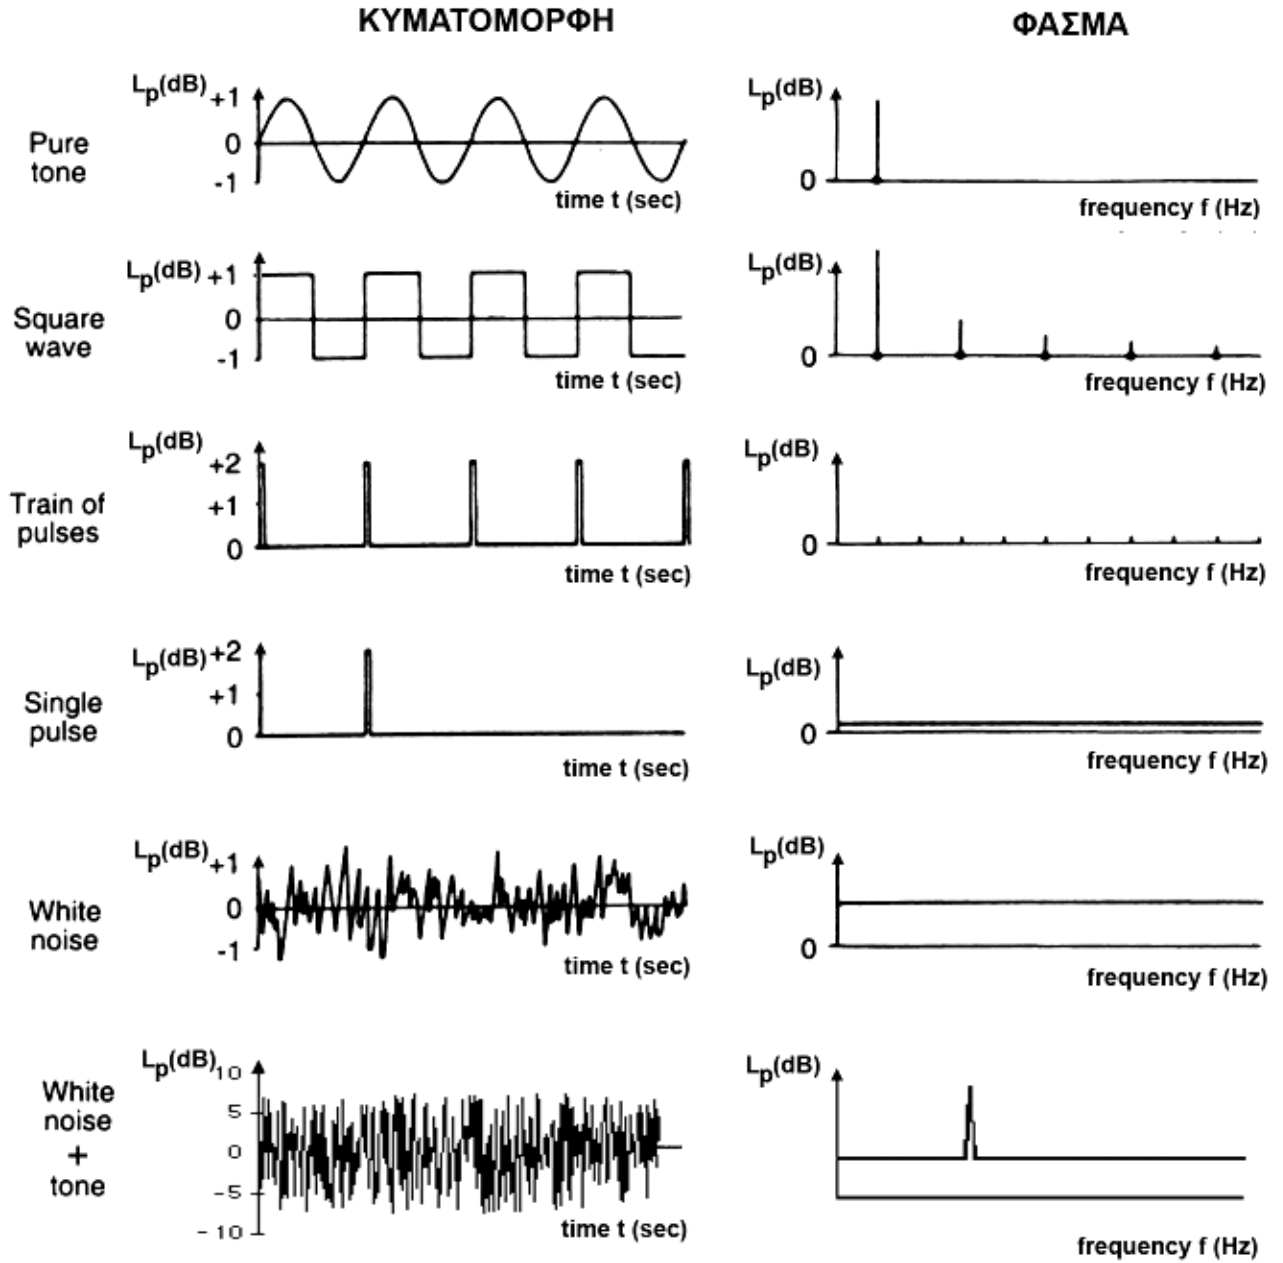 ΚΥΜΑΤΟΜΟΡΦΗ
ΦΑΣΜΑ
Pure
tone
Lp(dB)
+1
0
-1
time t (sec)
Lp(dB)
0
frequency f (Hz)
Square
wave
Lp(dB)
+1
0
-1
time t (sec)
Lp(dB)
0
frequency f (Hz)
Train of
pulses
Lp(dB)
+2
+1
0
time t (sec)
Lp(dB)
0
frequency f (Hz)
Single
pulse
Lp(dB)
+2
+1
0
time t (sec)
Lp(dB)
0
frequency f (Hz)
White
noise
Lp(dB)
+1
0
-1
time t (sec)
Lp(dB)
0
frequency f (Hz)
White
noise
+
tone
Lp(dB)
10
5
0
-5
-10
time t (sec)
Lp(dB)
frequency f (Hz)